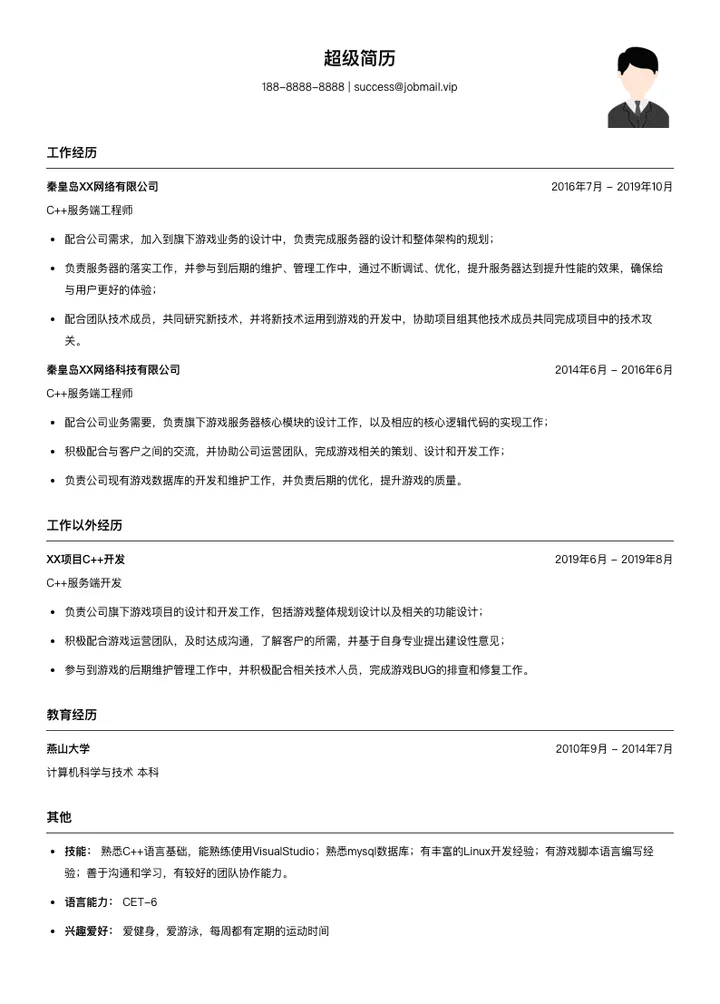 超级简历
188-8888-8888 | success@jobmail.vip
工作经历
秦皇岛XX网络有限公司 2016年7月 - 2019年10月
C++服务端工程师
• 配合公司需求，加入到旗下游戏业务的设计中，负责完成服务器的设计和整体架构的规划；
• 负责服务器的落实工作，并参与到后期的维护、管理工作中，通过不断调试、优化，提升服务器达到提升性能的效果，确保给
与用户更好的体验；
• 配合团队技术成员，共同研究新技术，并将新技术运用到游戏的开发中，协助项目组其他技术成员共同完成项目中的技术攻
关。
秦皇岛XX网络科技有限公司 2014年6月 - 2016年6月
C++服务端工程师
• 配合公司业务需要，负责旗下游戏服务器核心模块的设计工作，以及相应的核心逻辑代码的实现工作；
• 积极配合与客户之间的交流，并协助公司运营团队，完成游戏相关的策划、设计和开发工作；
• 负责公司现有游戏数据库的开发和维护工作，并负责后期的优化，提升游戏的质量。
工作以外经历
XX项目C++开发 2019年6月 - 2019年8月
C++服务端开发
• 负责公司旗下游戏项目的设计和开发工作，包括游戏整体规划设计以及相关的功能设计；
• 积极配合游戏运营团队，及时达成沟通，了解客户的所需，并基于自身专业提出建设性意见；
• 参与到游戏的后期维护管理工作中，并积极配合相关技术人员，完成游戏BUG的排查和修复工作。
教育经历
燕山大学 2010年9月 - 2014年7月
计算机科学与技术 本科
其他
• 技能： 熟悉C++语言基础，能熟练使用VisualStudio；熟悉mysql数据库；有丰富的Linux开发经验；有游戏脚本语言编写经
验；善于沟通和学习，有较好的团队协作能力。
• 语言能力： CET-6
• 兴趣爱好： 爱健身，爱游泳，每周都有定期的运动时间